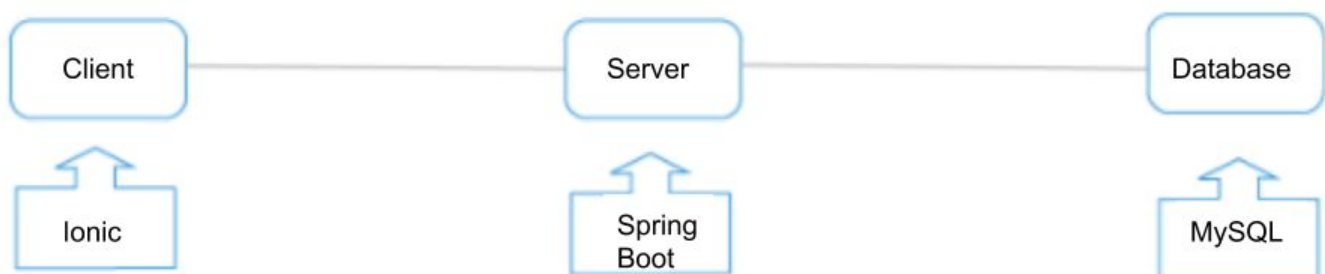 Client
Server
Database
Ionic
Spring
Boot
MySQL